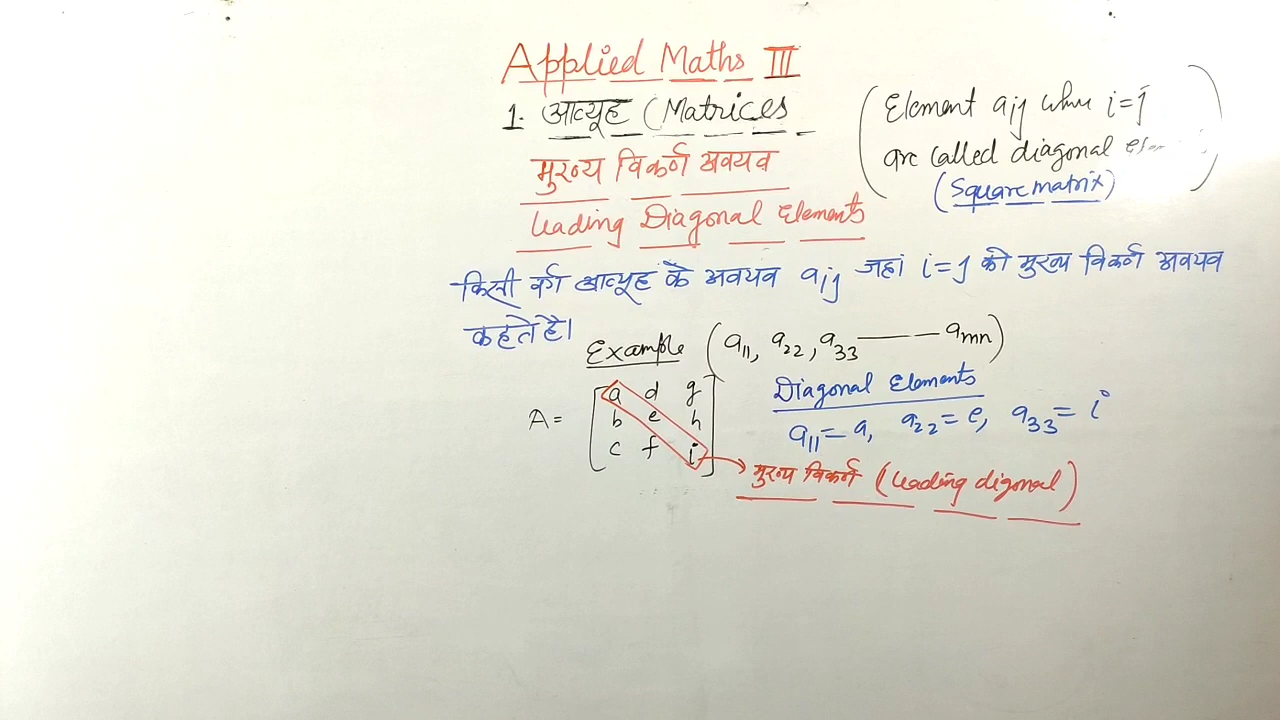 Applied Maths III
1. आव्यूह (Matrices
मुख्य विकर्ण अवयव
leading Diagonal Elements
(Element aij when i=j
are called diagonal
(Square matrix)
किसी वर्ग आव्यूह के अवयव aij जहां i=j को मुख्य विकर्ण अवयव
कहते है।
Example (a11, a22, a33 —— amn)
A = [a d g
b e h
c f i]
Diagonal Elements
a11 = a, a22 = e, a33 = i
मुख्य विकर्ण (leading digonal)